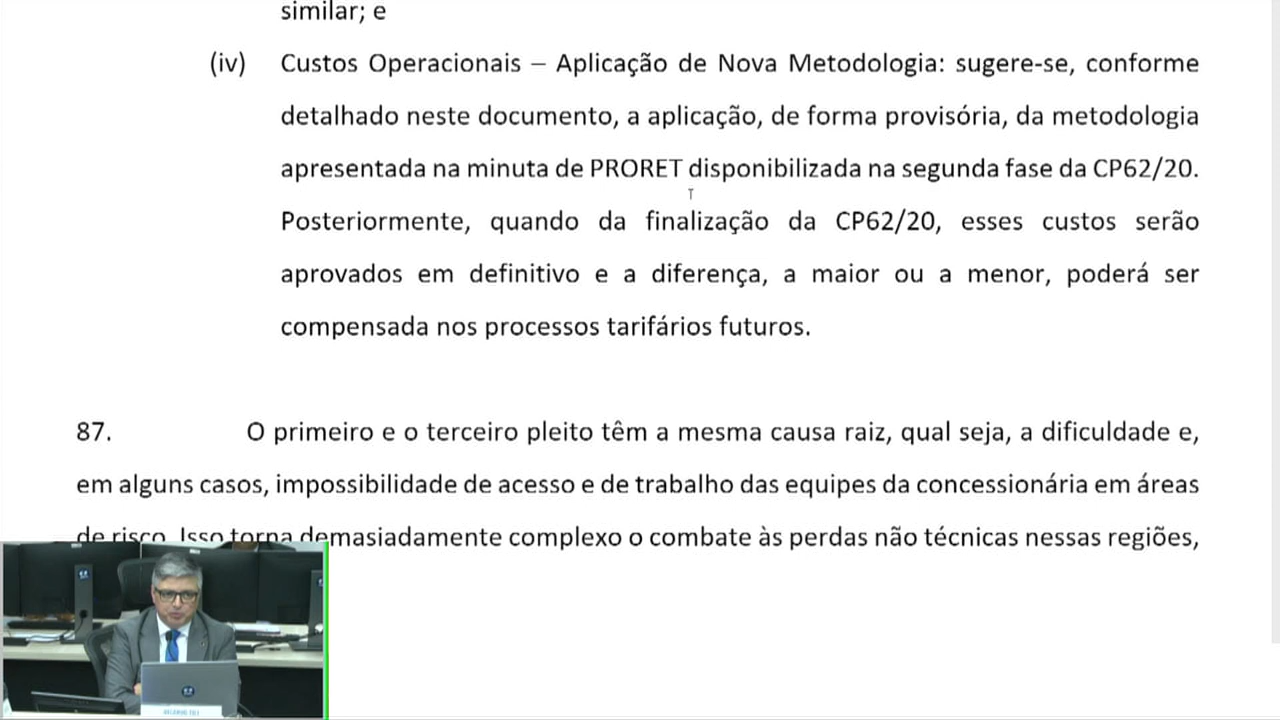 similar; e
(iv) Custos Operacionais – Aplicação de Nova Metodologia: sugere-se, conforme
detalhado neste documento, a aplicação, de forma provisória, da metodologia
apresentada na minuta de PRORET disponibilizada na segunda fase da CP62/20.
Posteriormente, quando da finalização da CP62/20, esses custos serão
aprovados em definitivo e a diferença, a maior ou a menor, poderá ser
compensada nos processos tarifários futuros.
87. O primeiro e o terceiro pleito têm a mesma causa raiz, qual seja, a dificuldade e,
em alguns casos, impossibilidade de acesso e de trabalho das equipes da concessionária em áreas
de risco. Isso torna demasiadamente complexo o combate às perdas não técnicas nessas regiões,